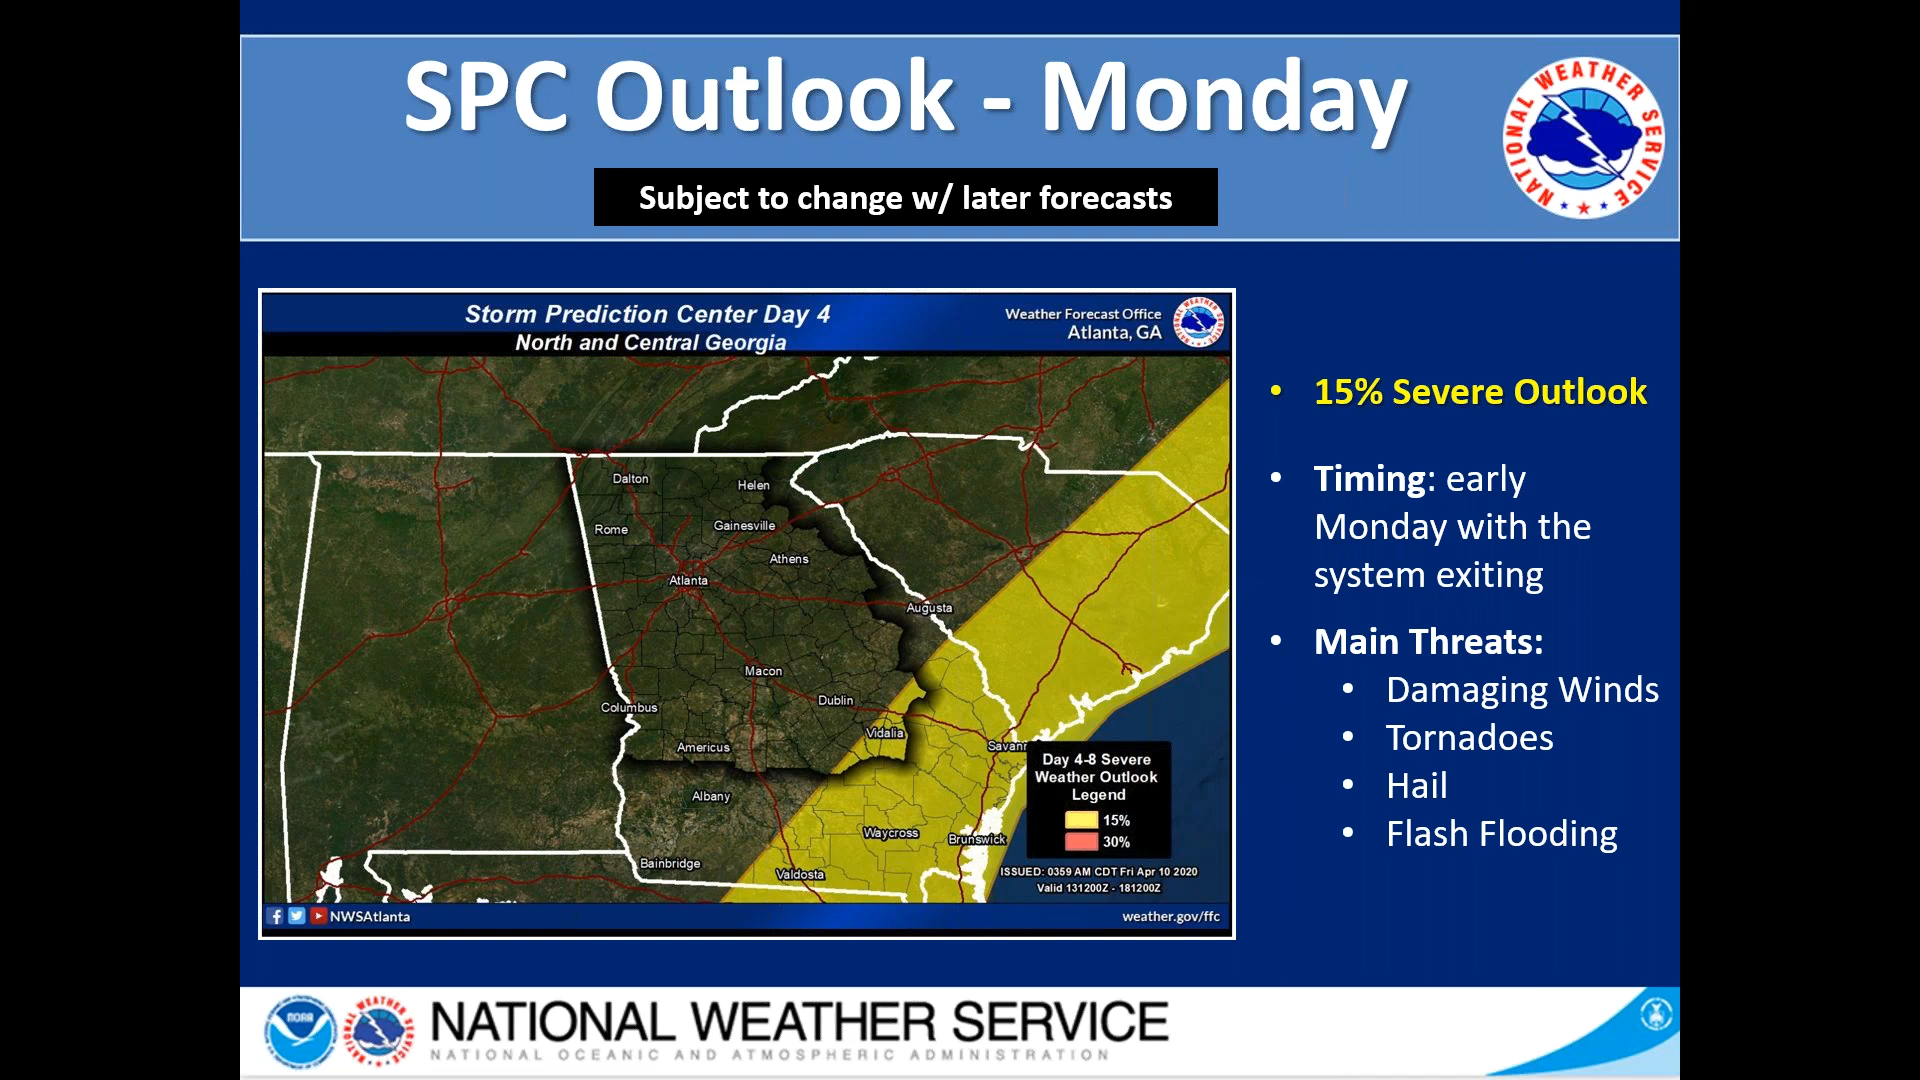 SPC Outlook - Monday
NATIONAL WEATHER SERVICE
Subject to change w/ later forecasts
Storm Prediction Center Day 4
North and Central Georgia
Weather Forecast Office
Atlanta, GA
Dalton
Helen
Rome
Gainesville
Athens
Atlanta
Augusta
Macon
Columbus
Dublin
Vidalia
Americus
Albany
Waycross
Brunswick
Bainbridge
Valdosta
Day 4-8 Severe
Weather Outlook
Legend
15%
30%
ISSUED: 0359 AM CDT Fri Apr 10 2020
Valid 131200Z - 181200Z
NWSAtlanta
weather.gov/ffc
• 15% Severe Outlook
• Timing: early
Monday with the
system exiting
• Main Threats:
• Damaging Winds
• Tornadoes
• Hail
• Flash Flooding
NOAA
NATIONAL WEATHER SERVICE
NATIONAL OCEANIC AND ATMOSPHERIC ADMINISTRATION